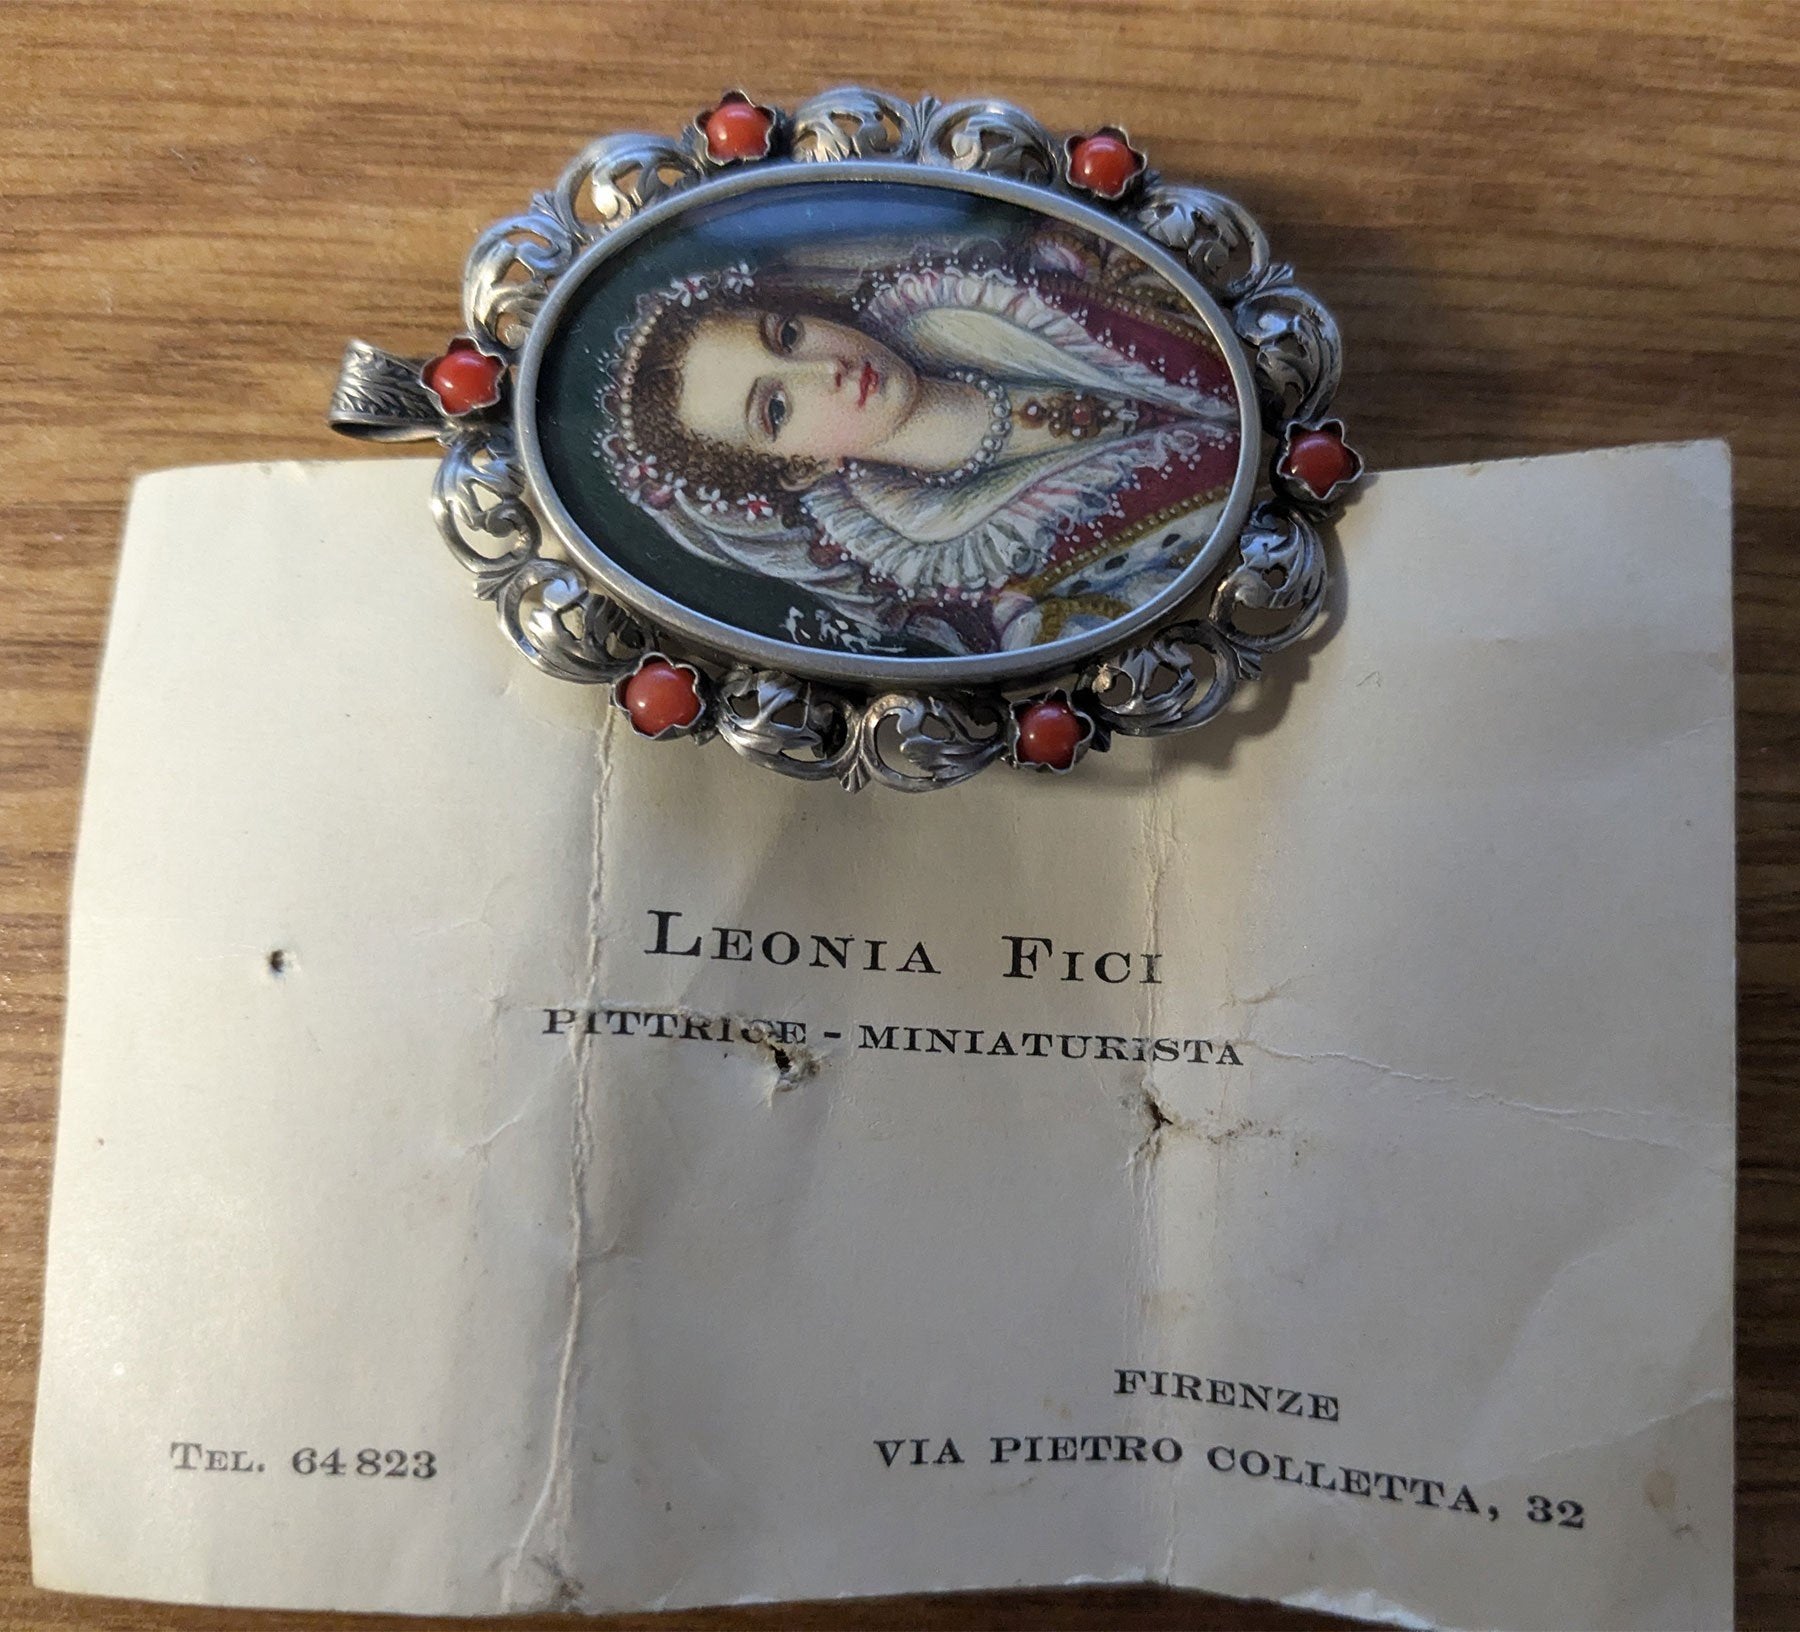 LEONIA FICI
PITTRICE - MINIATURISTA
FIRENZE
TEL. 64823
VIA PIETRO COLLETTA, 32